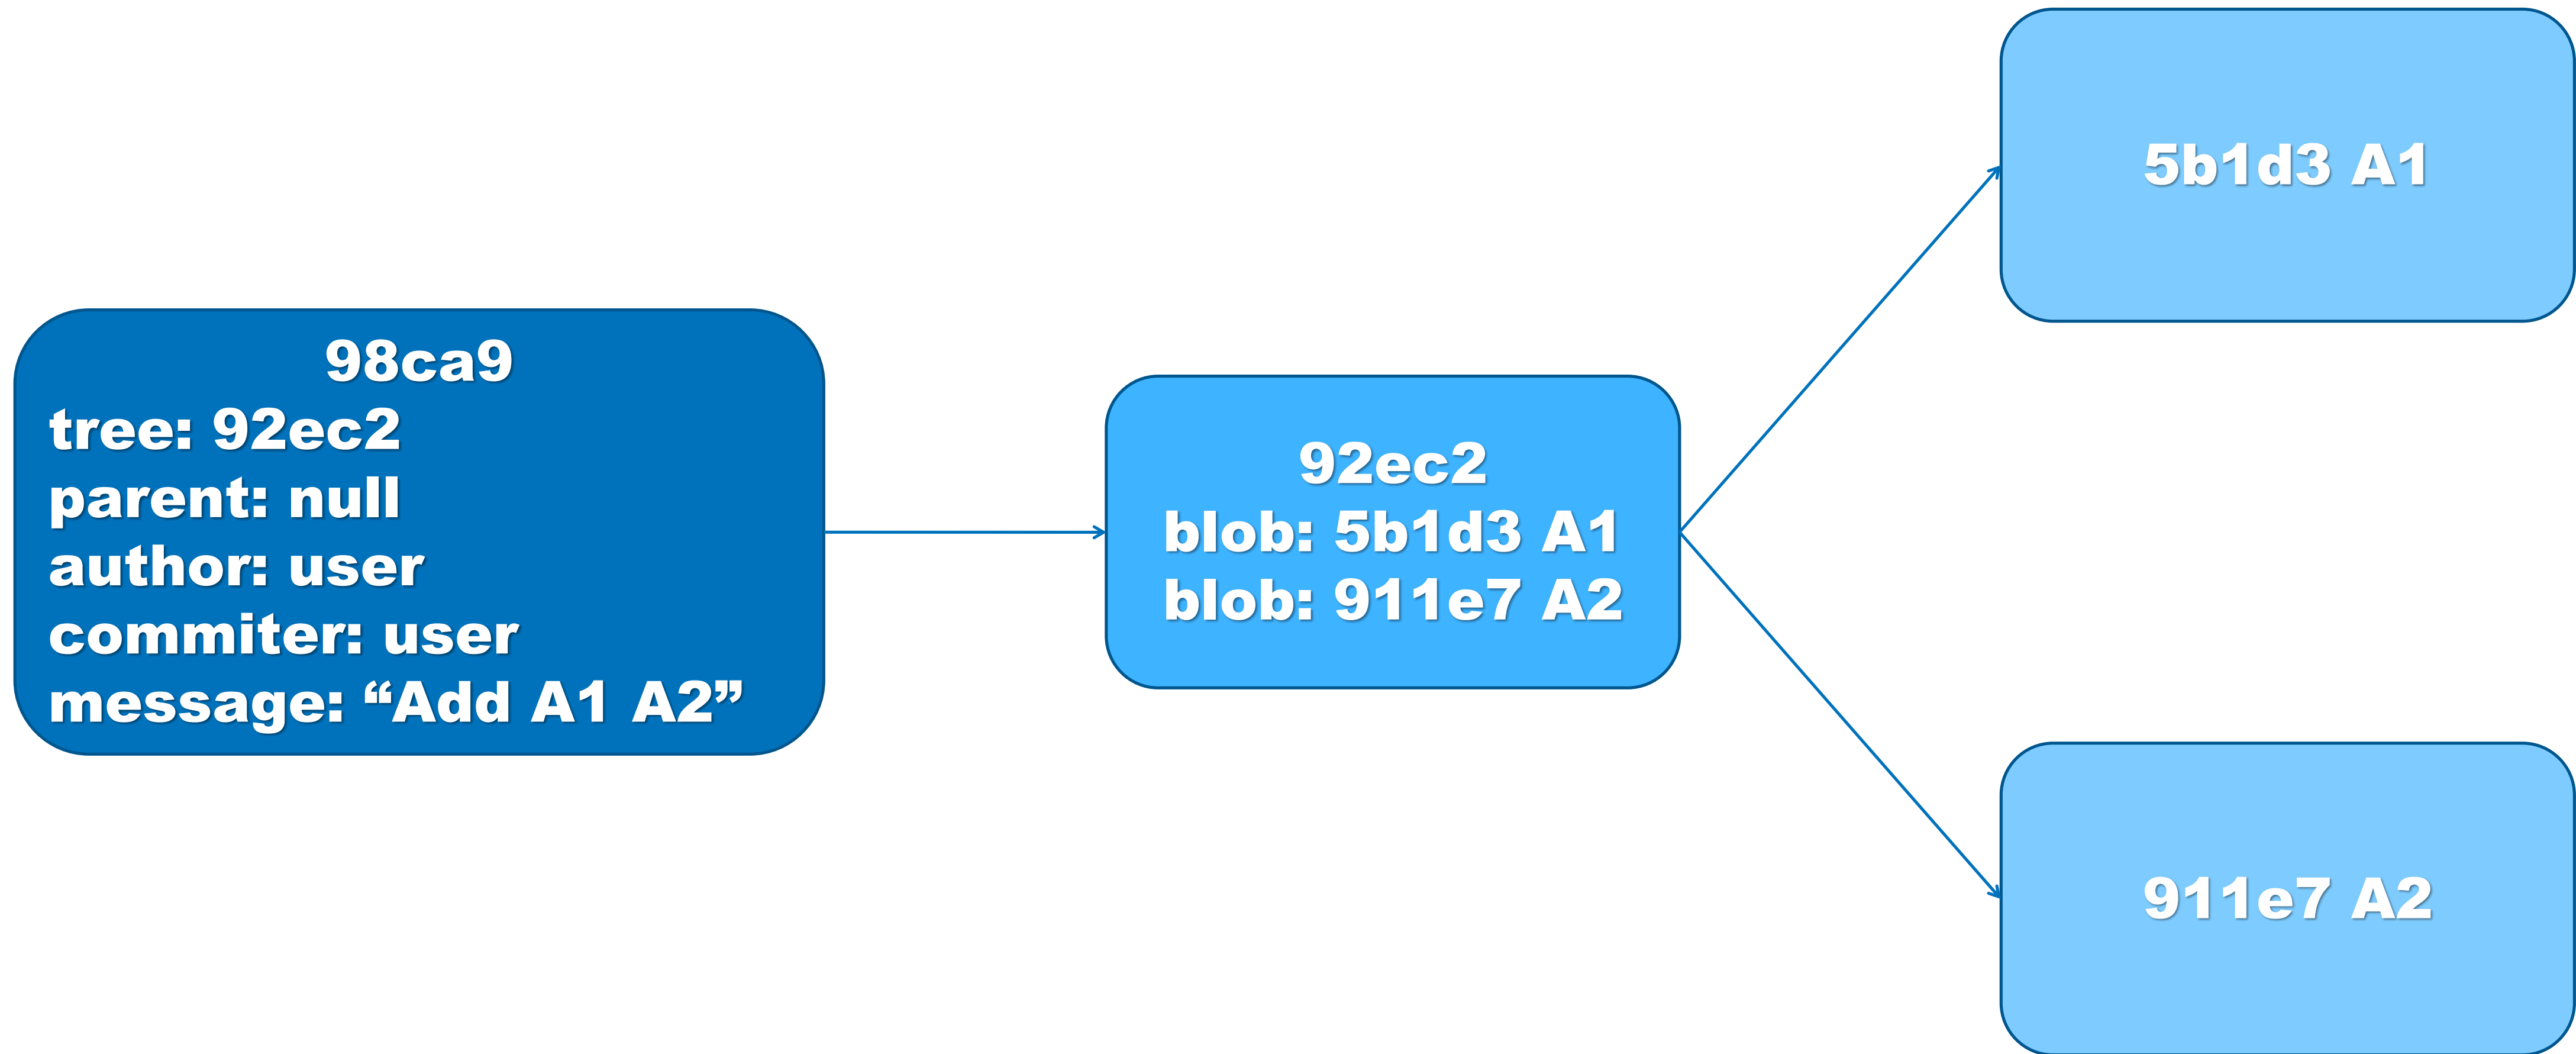 98ca9
tree: 92ec2
parent: null
author: user
commiter: user
message: “Add A1 A2”
92ec2
blob: 5b1d3 A1
blob: 911e7 A2
5b1d3 A1
911e7 A2